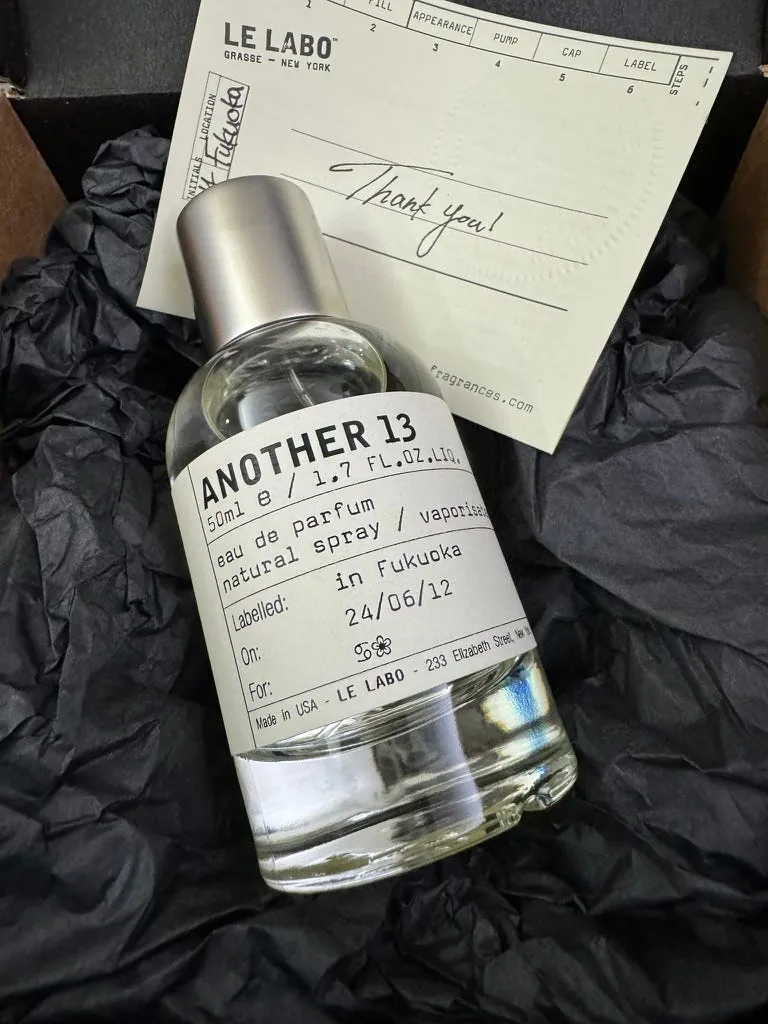 1 2 3 4 5 6
FILL APPEARANCE PUMP CAP LABEL
STEPS
LE LABO™
GRASSE – NEW YORK
INITIALS LOCATION
Fukuoka
Thank you!
fragrances.com
ANOTHER 13
50ml e / 1.7 FL.OZ.LIQ.
eau de parfum
natural spray /
Labelled: in Fukuoka
On: 24/06/12
For: ♋
Made in USA - LE LABO - 233 Elizabeth Street, New